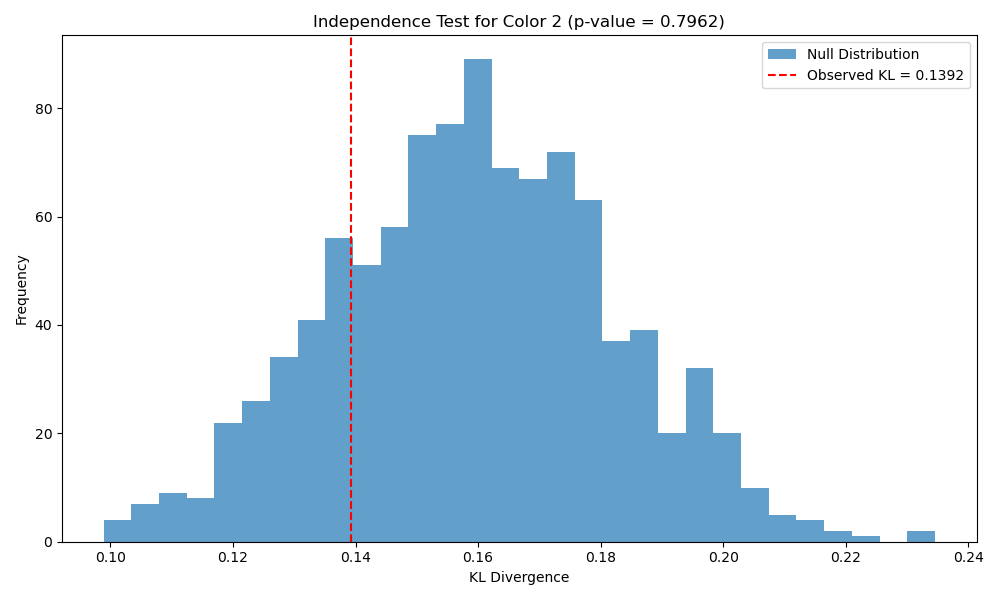 Independence Test for Color 2 (p-value = 0.7962)
Null Distribution
Observed KL = 0.1392
Frequency
80
60
40
20
0
0.10 0.12 0.14 0.16 0.18 0.20 0.22 0.24
KL Divergence